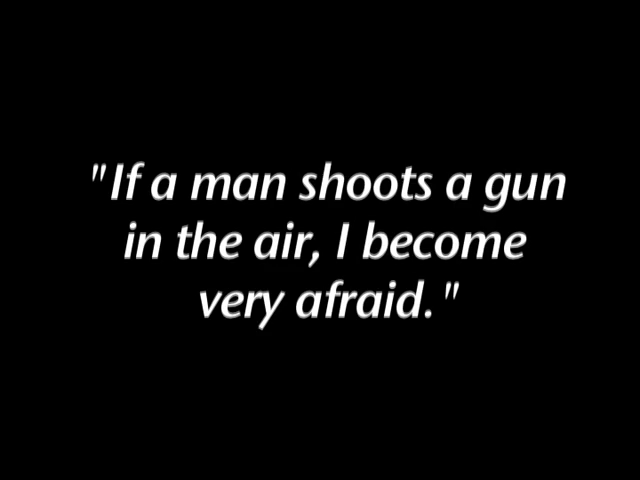 "If a man shoots a gun
in the air, I become
very afraid."